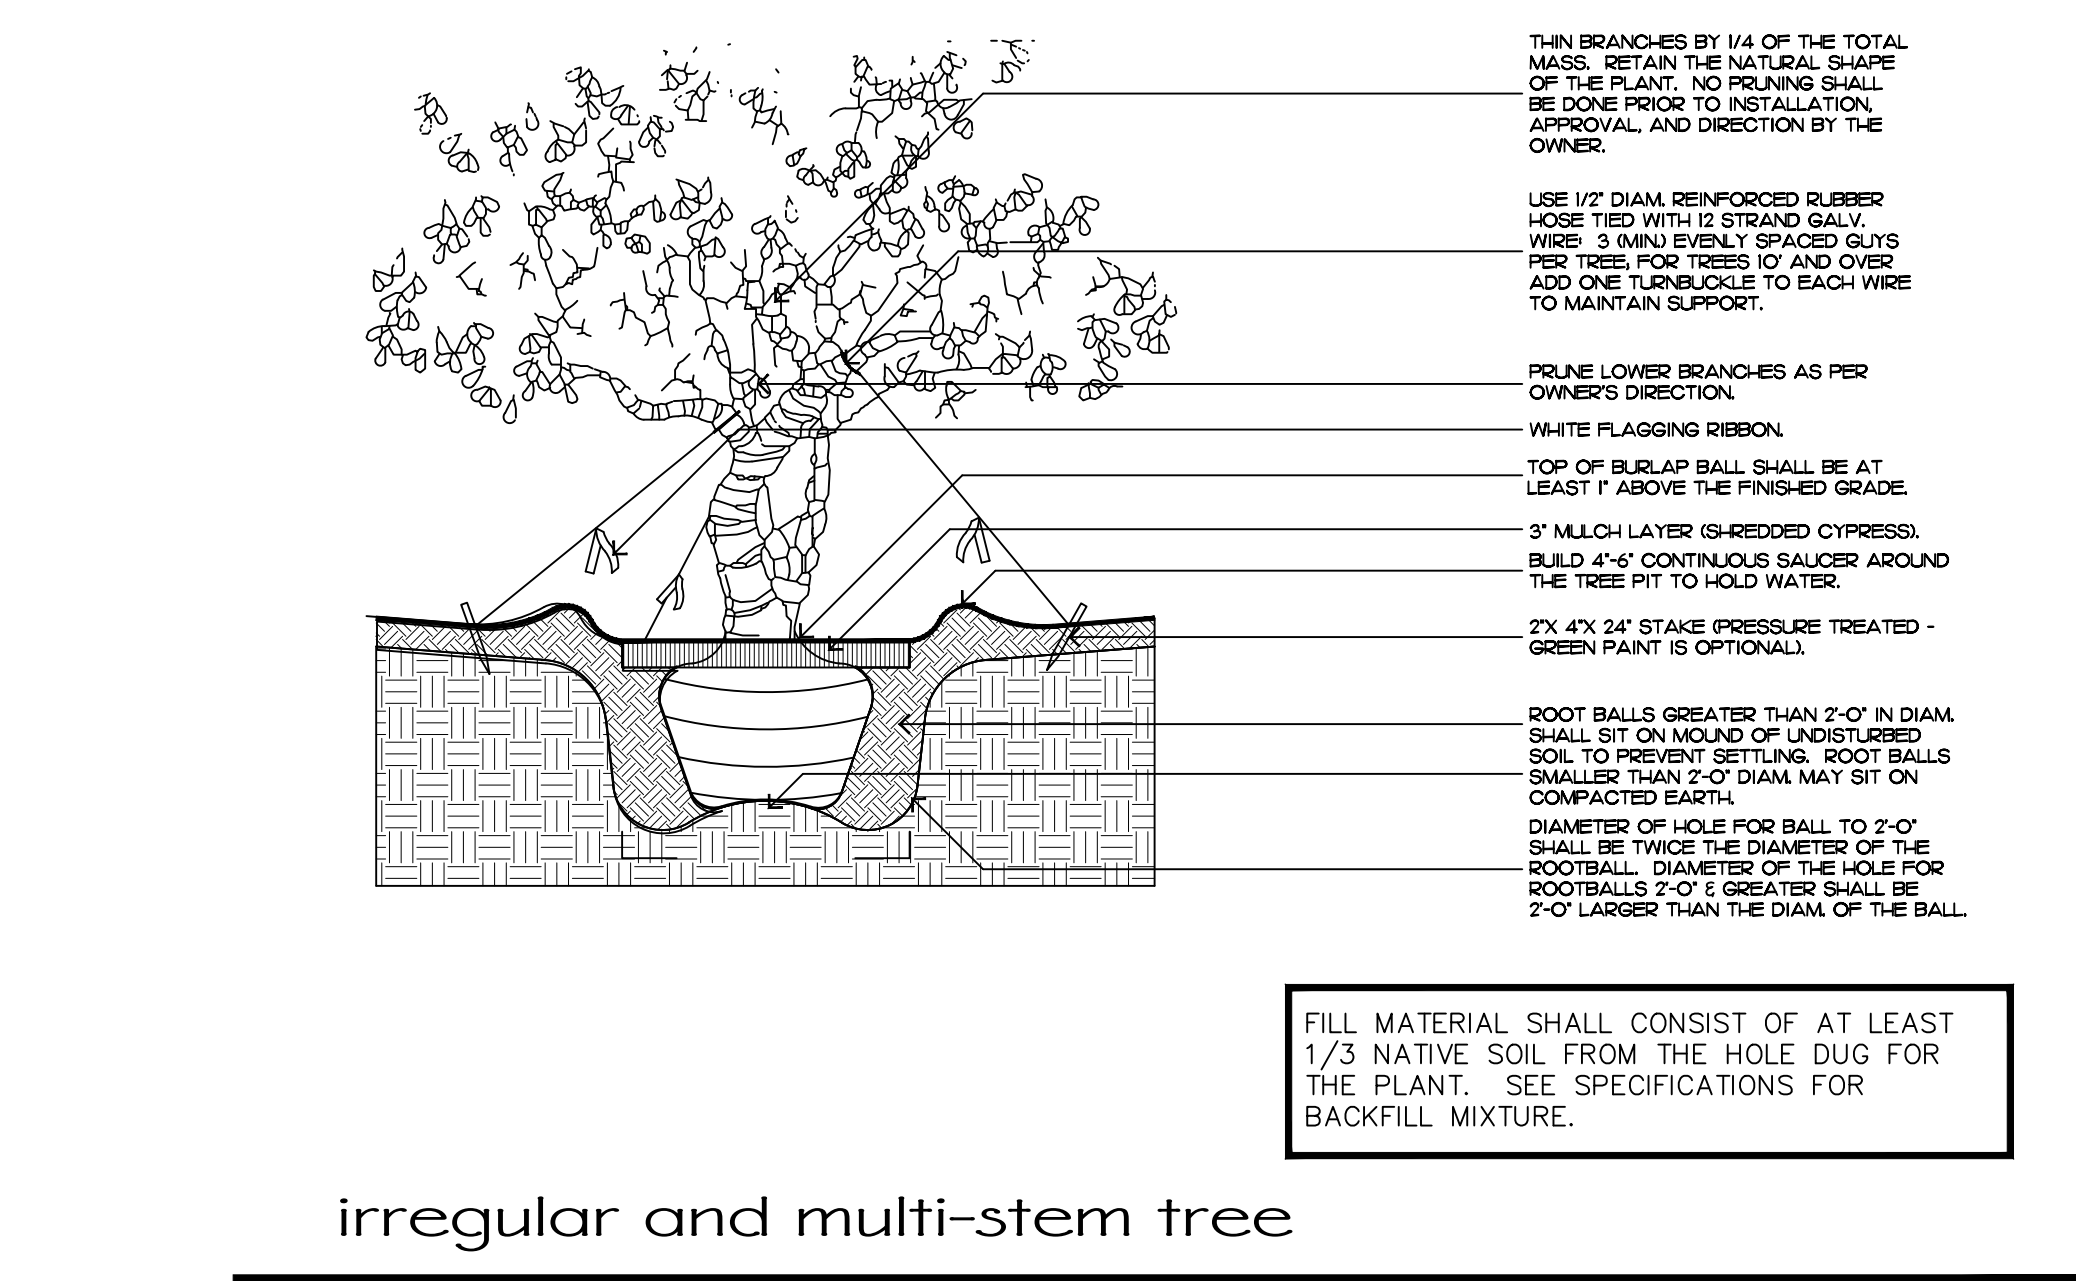 THIN BRANCHES BY 1/4 OF THE TOTAL
MASS.  RETAIN THE NATURAL SHAPE
OF THE PLANT.  NO PRUNING SHALL
BE DONE PRIOR TO INSTALLATION,
APPROVAL, AND DIRECTION BY THE
OWNER.
USE 1/2" DIAM. REINFORCED RUBBER
HOSE TIED WITH 12 STRAND GALV.
WIRE:  3 (MIN.) EVENLY SPACED GUYS
PER TREE; FOR TREES 10' AND OVER
ADD ONE TURNBUCKLE TO EACH WIRE
TO MAINTAIN SUPPORT.
PRUNE LOWER BRANCHES AS PER
OWNER'S DIRECTION.
WHITE FLAGGING RIBBON.
TOP OF BURLAP BALL SHALL BE AT
LEAST 1" ABOVE THE FINISHED GRADE.
3" MULCH LAYER (SHREDDED CYPRESS).
BUILD 4"-6" CONTINUOUS SAUCER AROUND
THE TREE PIT TO HOLD WATER.
2"X 4"X 24" STAKE (PRESSURE TREATED -
GREEN PAINT IS OPTIONAL).
ROOT BALLS GREATER THAN 2'-0" IN DIAM.
SHALL SIT ON MOUND OF UNDISTURBED
SOIL TO PREVENT SETTLING.  ROOT BALLS
SMALLER THAN 2'-0" DIAM. MAY SIT ON
COMPACTED EARTH.
DIAMETER OF HOLE FOR BALL TO 2'-0"
SHALL BE TWICE THE DIAMETER OF THE
ROOTBALL.  DIAMETER OF THE HOLE FOR
ROOTBALLS 2'-0" & GREATER SHALL BE
2'-0" LARGER THAN THE DIAM. OF THE BALL.
FILL MATERIAL SHALL CONSIST OF AT LEAST
1/3 NATIVE SOIL FROM THE HOLE DUG FOR
THE PLANT.  SEE SPECIFICATIONS FOR
BACKFILL MIXTURE.
irregular and multi-stem tree